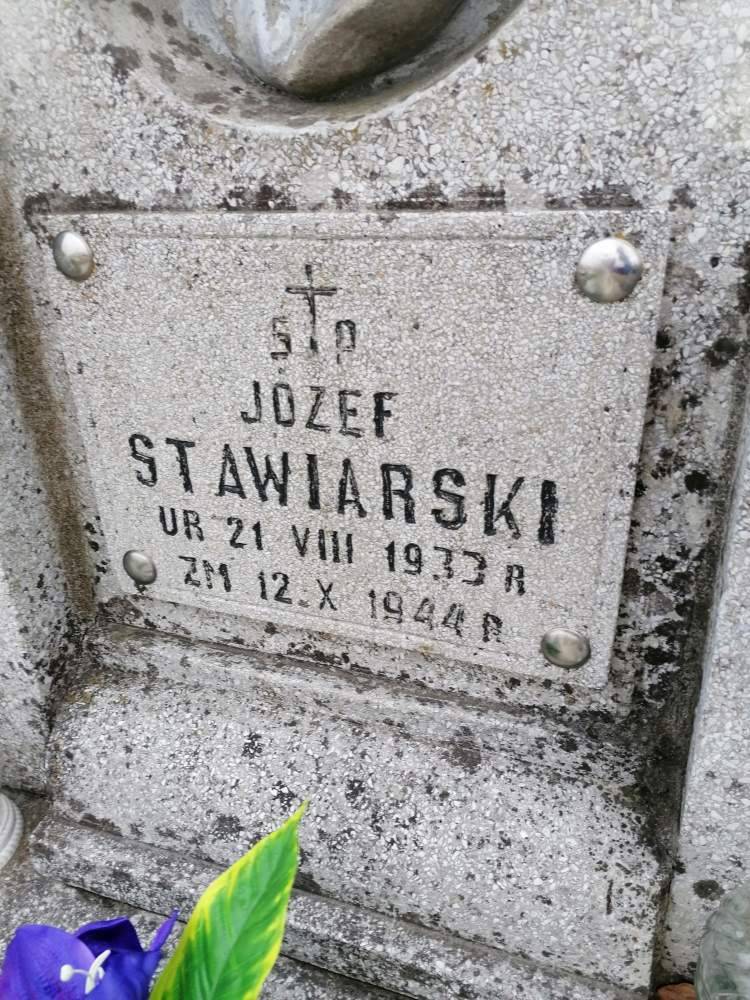 Ś P
JÓZEF
STAWIARSKI
UR 21 VIII 1933 R
ZM 12.X 1944 R